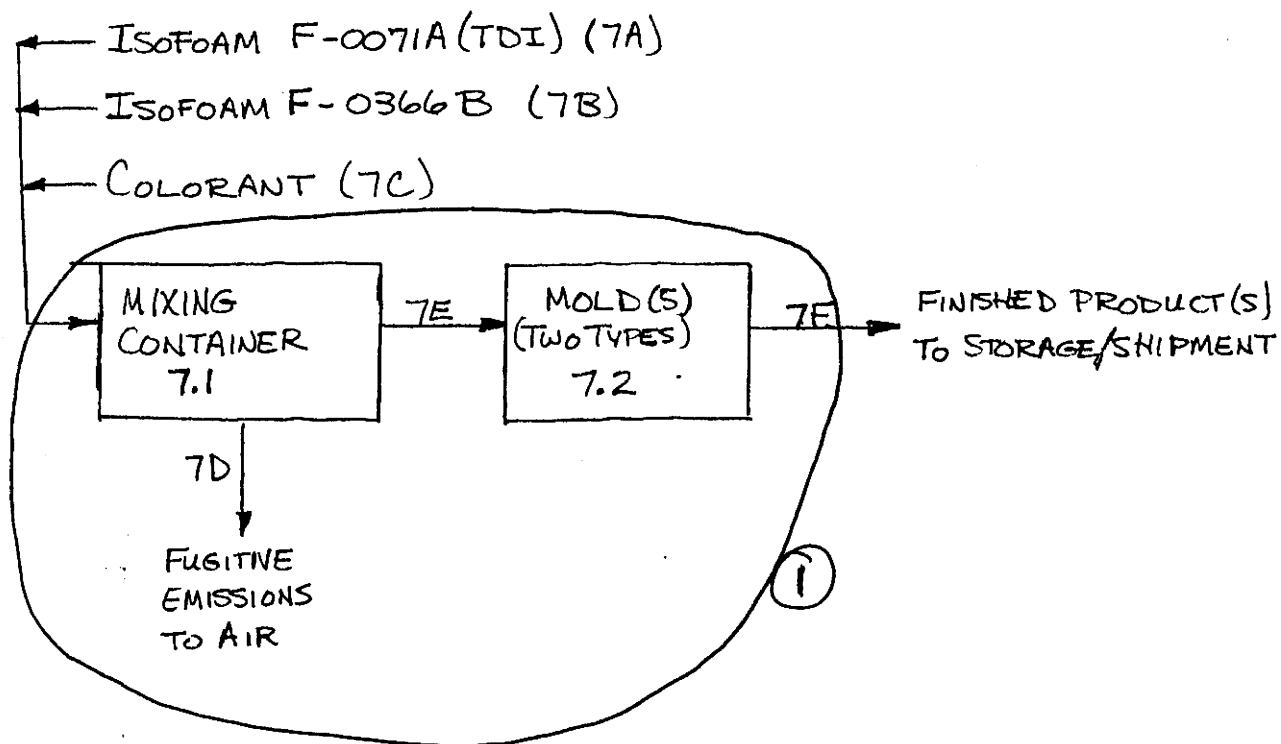 ISOFOAM F-0071A (TDI) (7A)
ISOFOAM F-0366B (7B)
COLORANT (7C)
MIXING
CONTAINER
7.1
7E
MOLD(S)
(TWO TYPES)
7.2
7E
FINISHED PRODUCT(S)
TO STORAGE/SHIPMENT
7D
FUGITIVE
EMISSIONS
TO AIR
1